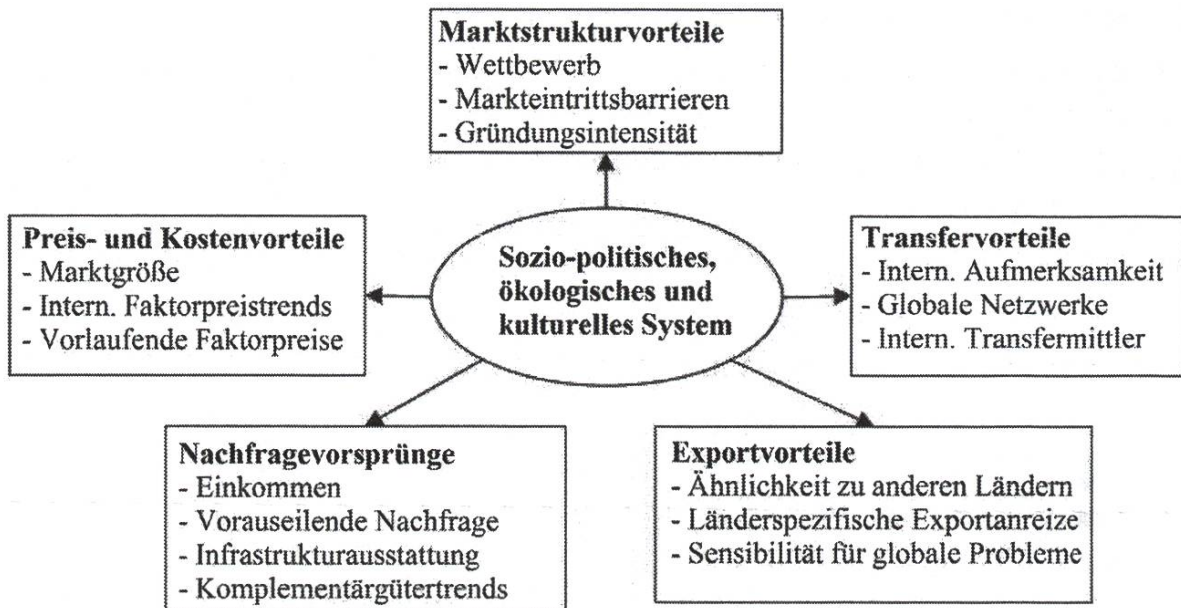 Marktstrukturvorteile
- Wettbewerb
- Markteintrittsbarrieren
- Gründungsintensität
Preis- und Kostenvorteile
- Marktgröße
- Intern. Faktorpreistrends
- Vorlaufende Faktorpreise
Sozio-politisches,
ökologisches und
kulturelles System
Transfervorteile
- Intern. Aufmerksamkeit
- Globale Netzwerke
- Intern. Transfermittler
Nachfragevorsprünge
- Einkommen
- Vorauseilende Nachfrage
- Infrastrukturausstattung
- Komplementärgütertrends
Exportvorteile
- Ähnlichkeit zu anderen Ländern
- Länderspezifische Exportanreize
- Sensibilität für globale Probleme